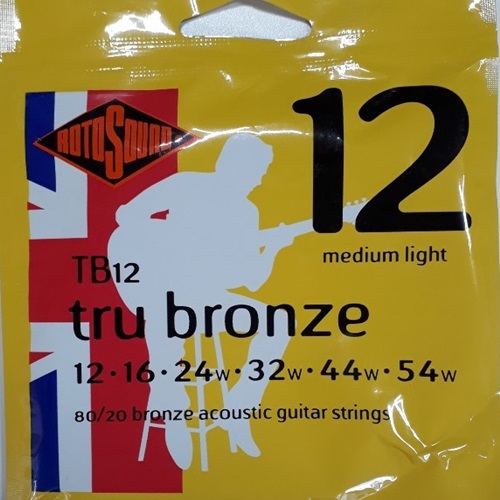 ROTOSOUND
12
medium light
TB12
tru bronze
12 · 16 · 24w · 32w · 44w · 54w
80/20 bronze acoustic guitar strings